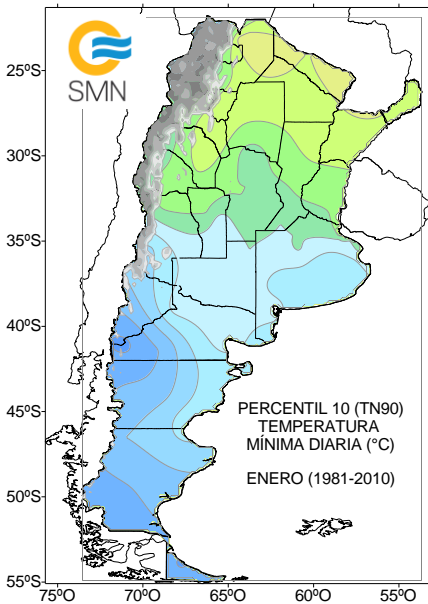 SMN
25ºS
30ºS
35ºS
40ºS
45ºS
50ºS
55ºS
75ºO
70ºO
65ºO
60ºO
55ºO
PERCENTIL 10 (TN90)
TEMPERATURA
MÍNIMA DIARIA (°C)
ENERO (1981-2010)